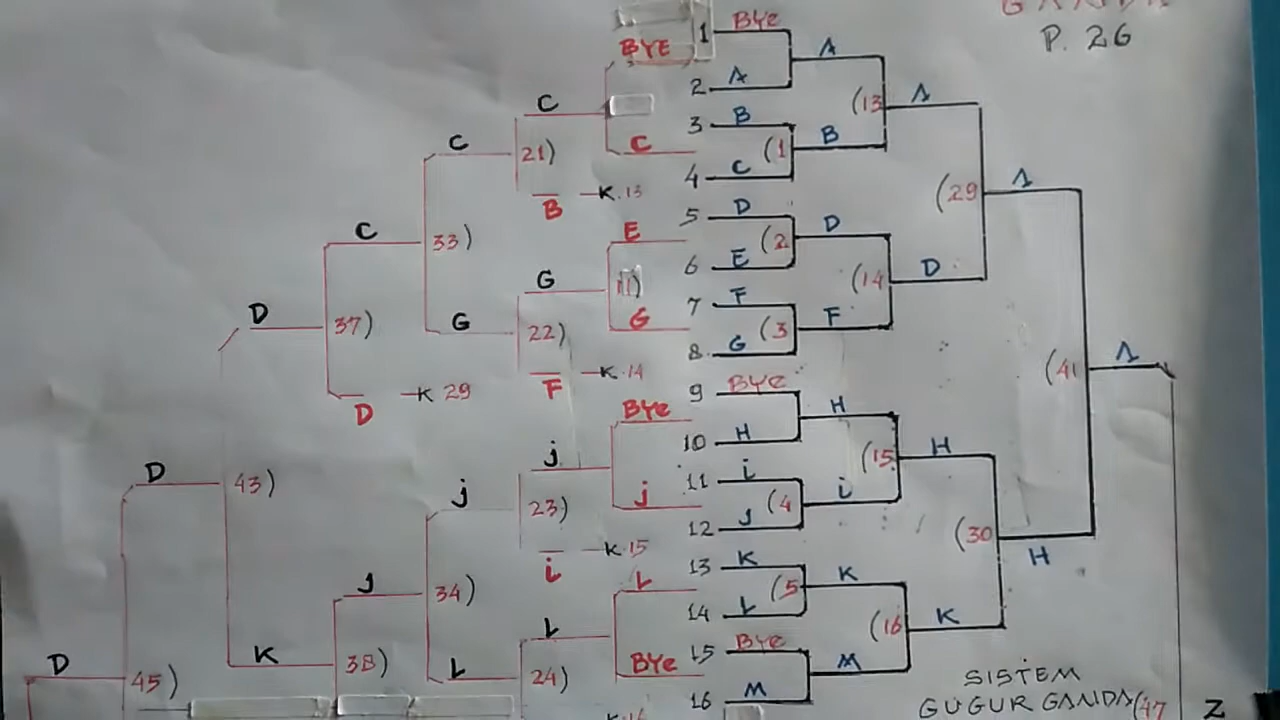 GANDA
P. 26
1 Bye
BYE
A
C
2 A
(13
A
3 B
C
C
(1
B
21)
4 C
A
K.13
B
(29
5 D
C
E
(2
D
33)
6 E
D
G
11)
(14
7 F
D
G
G
(3
F
37)
22)
8. G
A
K.14
(41
9 Bye
F
D
K 29
Bye
H
10 H
H
j
(15
D
11 i
j
j
(4
i
43)
23)
12 J
(30
K.15
H
i
13 K
L
(5
K
J
34)
14 L
K
L
(16
15 Bye
K
L
Bye
M
D
38)
24)
45)
16 M
SISTEM
GUGUR GANDA (47
Z